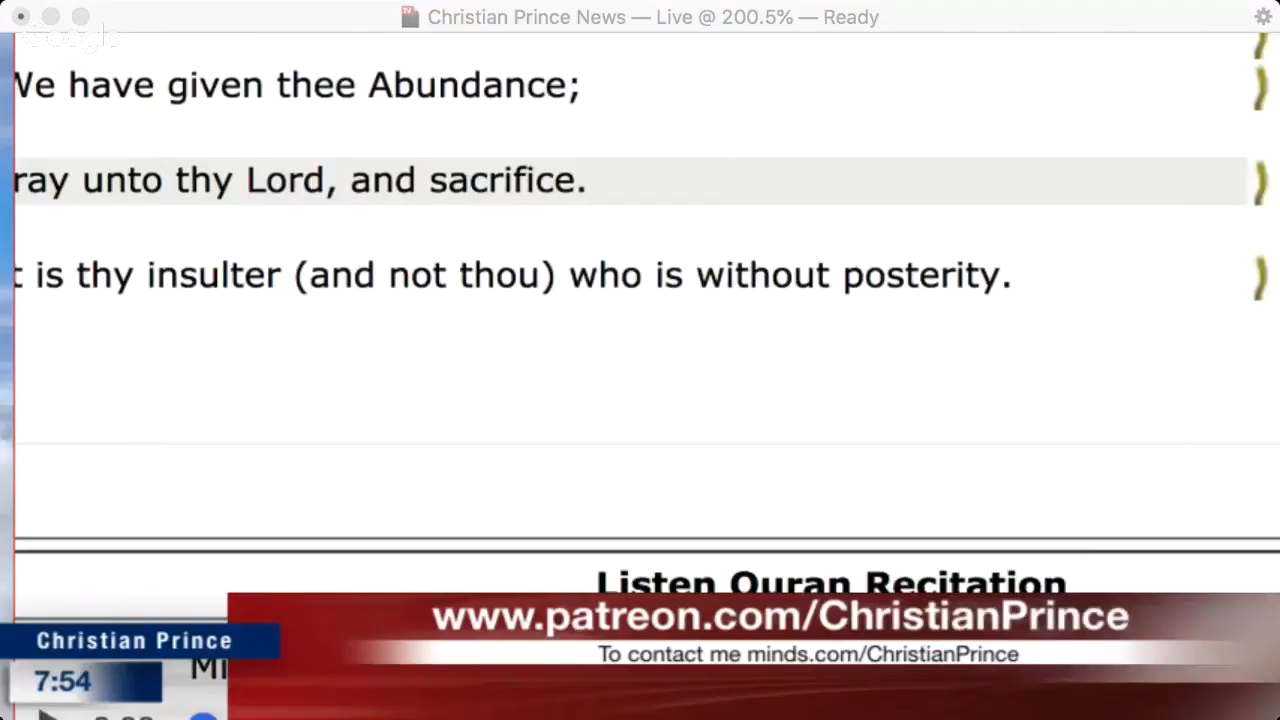 Christian Prince News — Live @ 200.5% — Ready
Google
We have given thee Abundance;
ray unto thy Lord, and sacrifice.
t is thy insulter (and not thou) who is without posterity.
Listen Quran Recitation
www.patreon.com/ChristianPrince
Christian Prince
To contact me minds.com/ChristianPrince
7:54